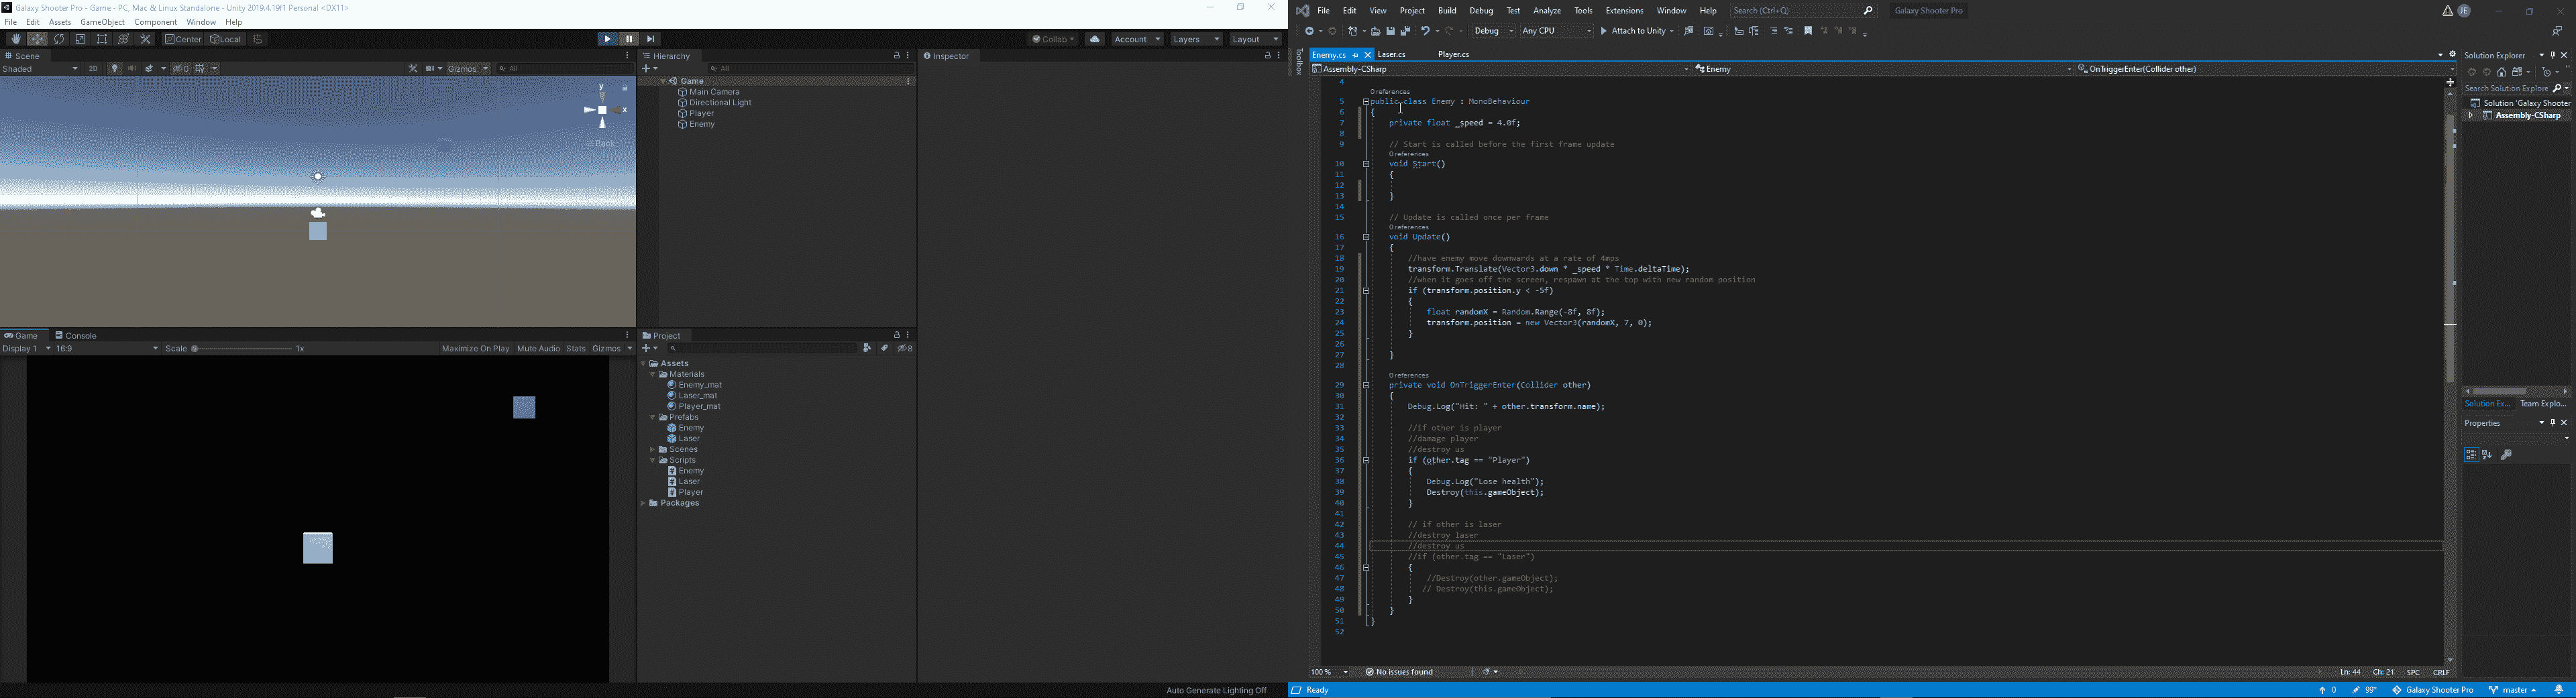 Galaxy Shooter Pro - Game - PC, Mac & Linux Standalone - Unity 2019.4.19f1 Personal <DX11>
File Edit Assets GameObject Component Window Help
Center Local
Collab Account Layers Layout
Scene
Shaded 2D 0 Gizmos All
y
x
Back
Game Console
Display 1 16:9 Scale 1x Maximize On Play Mute Audio Stats Gizmos
Hierarchy
All
Game
Main Camera
Directional Light
Player
Enemy
Project
8
Assets
Materials
Enemy_mat
Laser_mat
Player_mat
Prefabs
Enemy
Laser
Scenes
Scripts
Enemy
Laser
Player
Packages
Inspector
Auto Generate Lighting Off
File Edit View Project Build Debug Test Analyze Tools Extensions Window Help Search (Ctrl+Q) Galaxy Shooter Pro JE
Debug Any CPU Attach to Unity
Toolbox
Enemy.cs Laser.cs Player.cs
Assembly-CSharp Enemy OnTriggerEnter(Collider other)
4
0 references
5 public class Enemy : MonoBehaviour
6 {
7 private float _speed = 4.0f;
8
9 // Start is called before the first frame update
0 references
10 void Start()
11 {
12
13 }
14
15 // Update is called once per frame
0 references
16 void Update()
17 {
18 //have enemy move downwards at a rate of 4mps
19 transform.Translate(Vector3.down * _speed * Time.deltaTime);
20 //when it goes off the screen, respawn at the top with new random position
21 if (transform.position.y < -5f)
22 {
23 float randomX = Random.Range(-8f, 8f);
24 transform.position = new Vector3(randomX, 7, 0);
25 }
26
27 }
28
0 references
29 private void OnTriggerEnter(Collider other)
30 {
31 Debug.Log("Hit: " + other.transform.name);
32
33 //if other is player
34 //damage player
35 //destroy us
36 if (other.tag == "Player")
37 {
38 Debug.Log("Lose health");
39 Destroy(this.gameObject);
40 }
41
42 // if other is laser
43 //destroy laser
44 //destroy us
45 //if (other.tag == "Laser")
46 {
47 //Destroy(other.gameObject);
48 // Destroy(this.gameObject);
49 }
50 }
51 }
52
100 % No issues found Ln: 44 Ch: 21 SPC CRLF
Solution Explorer
Search Solution Explore
Solution 'Galaxy Shooter
Assembly-CSharp
Solution Ex... Team Explo...
Properties
Ready 0 99+ Galaxy Shooter Pro master